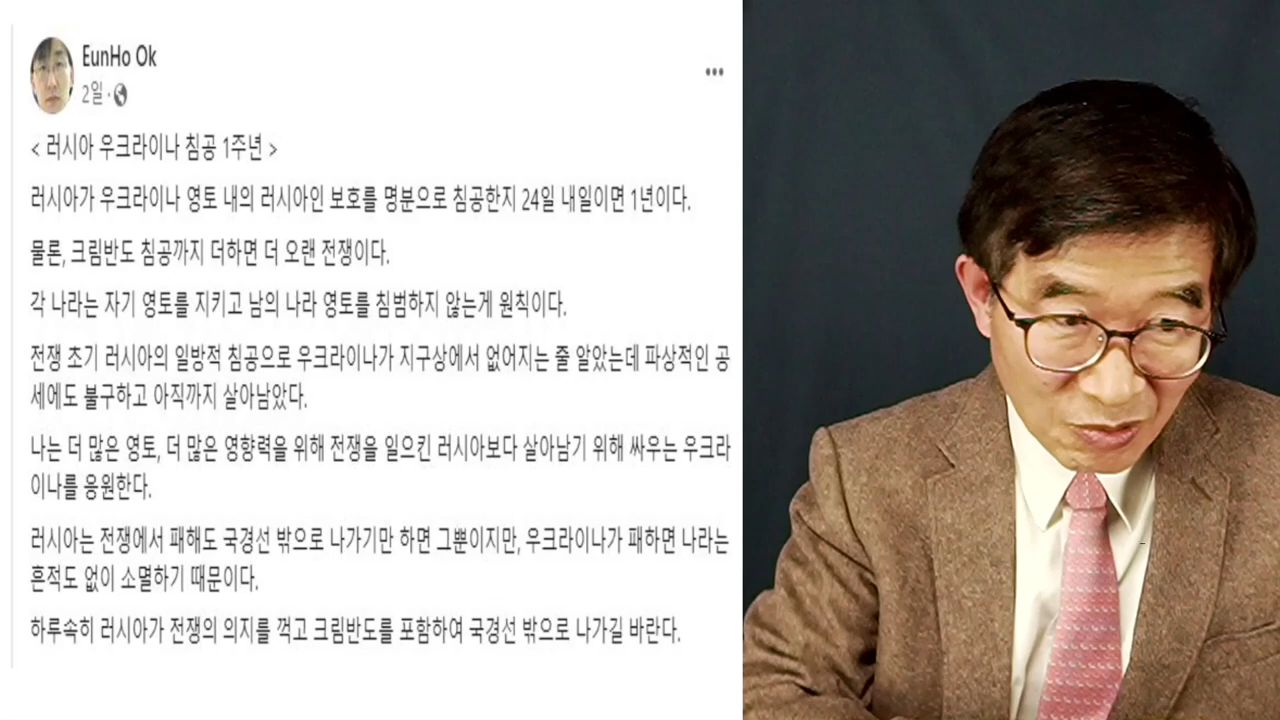 EunHo Ok
2일 ·
< 러시아 우크라이나 침공 1주년 >
러시아가 우크라이나 영토 내의 러시아인 보호를 명분으로 침공한지 24일 내일이면 1년이다.
물론, 크림반도 침공까지 더하면 더 오랜 전쟁이다.
각 나라는 자기 영토를 지키고 남의 나라 영토를 침범하지 않는게 원칙이다.
전쟁 초기 러시아의 일방적 침공으로 우크라이나가 지구상에서 없어지는 줄 알았는데 파상적인 공
세에도 불구하고 아직까지 살아남았다.
나는 더 많은 영토, 더 많은 영향력을 위해 전쟁을 일으킨 러시아보다 살아남기 위해 싸우는 우크라
이나를 응원한다.
러시아는 전쟁에서 패해도 국경선 밖으로 나가기만 하면 그뿐이지만, 우크라이나가 패하면 나라는
흔적도 없이 소멸하기 때문이다.
하루속히 러시아가 전쟁의 의지를 꺽고 크림반도를 포함하여 국경선 밖으로 나가길 바란다.